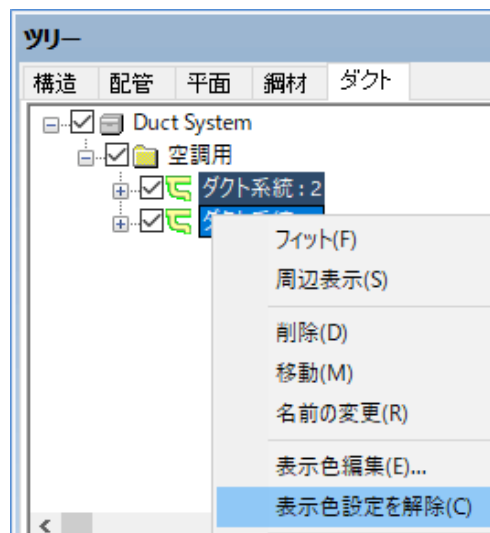 ツリー
構造 配管 平面 鋼材 ダクト
Duct System
空調用
ダクト系統 : 2
フィット(F)
周辺表示(S)
削除(D)
移動(M)
名前の変更(R)
表示色編集(E)...
表示色設定を解除(C)